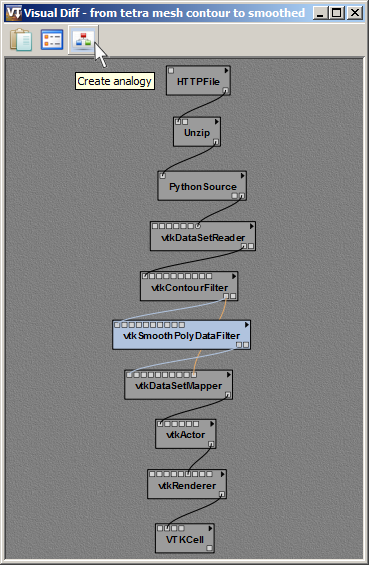 VT Visual Diff - from tetra mesh contour to smoothed
Create analogy
HTTPFile
Unzip
PythonSource
vtkDataSetReader
vtkContourFilter
vtkSmoothPolyDataFilter
vtkDataSetMapper
vtkActor
vtkRenderer
VTKCell